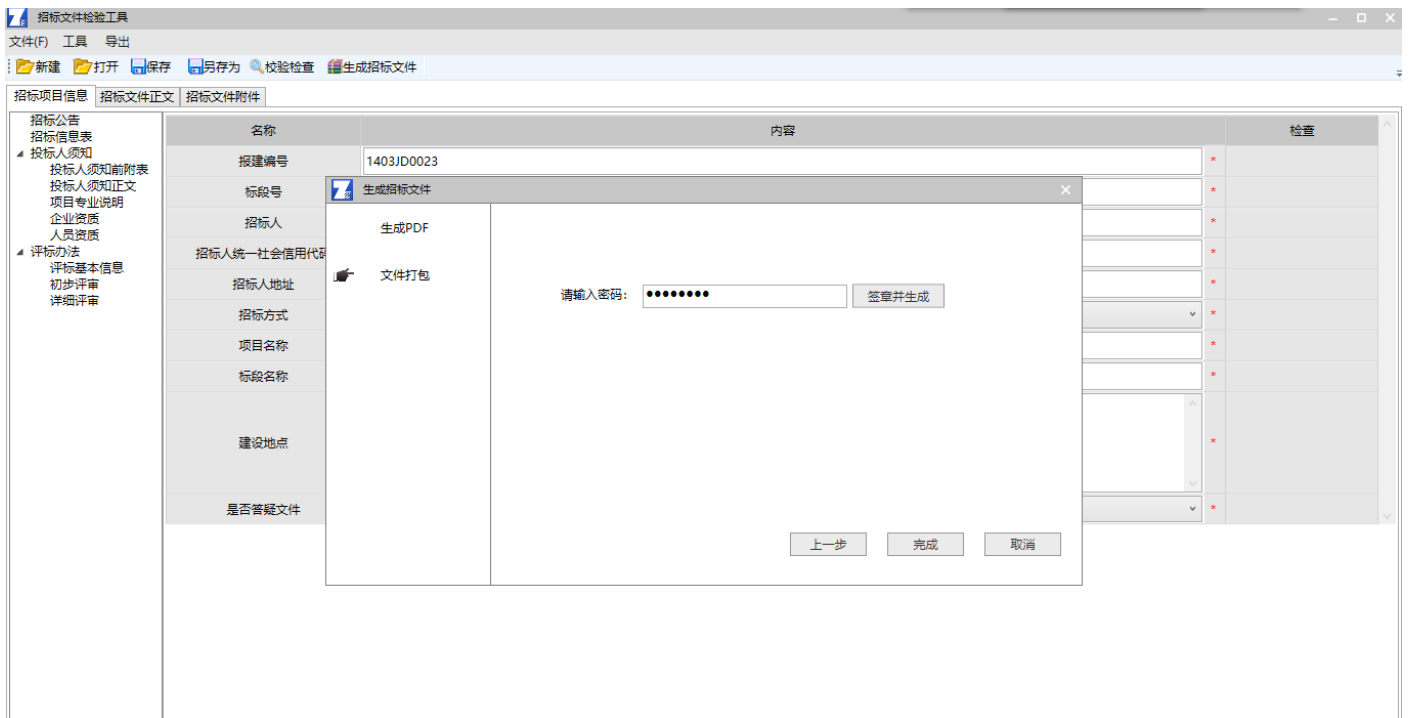 招标文件检验工具
文件(F) 工具 导出
新建 打开 保存 另存为 校验检查 生成招标文件
招标项目信息 招标文件正文 招标文件附件
招标公告
招标信息表
投标人须知
投标人须知前附表
投标人须知正文
项目专业说明
企业资质
人员资质
评标办法
评标基本信息
初步评审
详细评审
名称 内容 检查
报建编号 1403JD0023 *
标段号 *
招标人 *
招标人统一社会信用代码 *
招标人地址 *
招标方式 *
项目名称 *
标段名称 *
建设地点 *
是否答疑文件 *
生成招标文件
生成PDF
文件打包
请输入密码: ●●●●●●●● 签章并生成
上一步 完成 取消